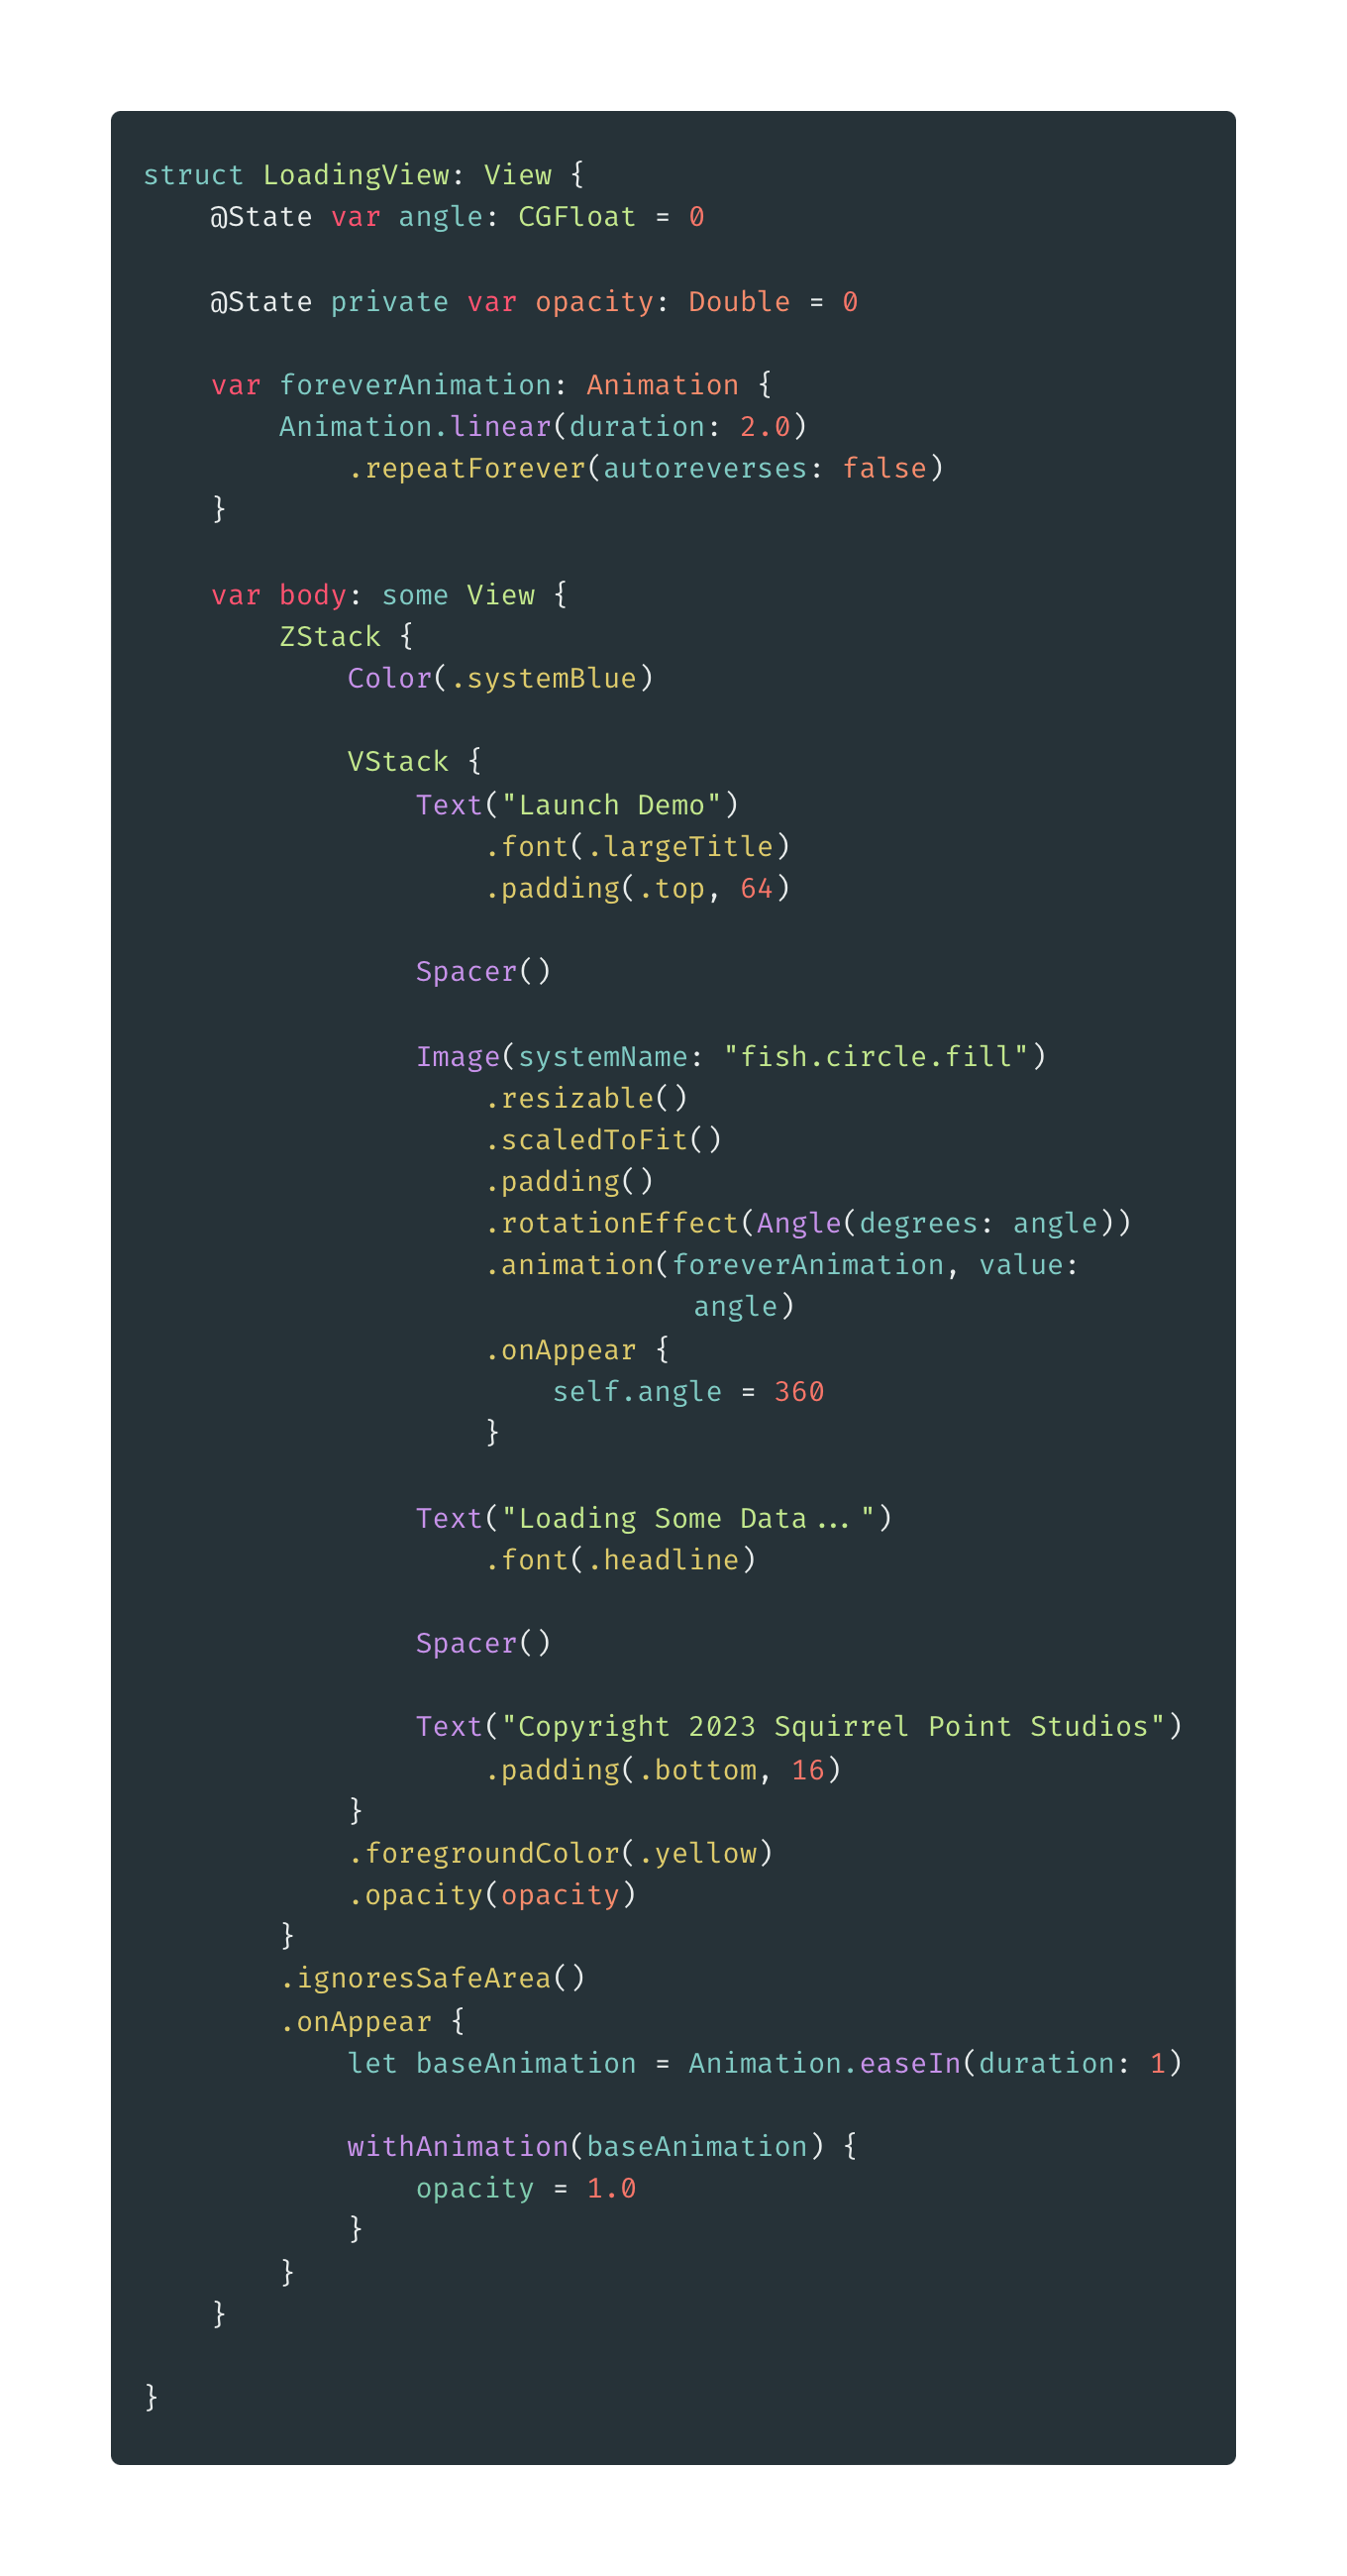 struct LoadingView: View {
    @State var angle: CGFloat = 0

    @State private var opacity: Double = 0

    var foreverAnimation: Animation {
        Animation.linear(duration: 2.0)
            .repeatForever(autoreverses: false)
    }

    var body: some View {
        ZStack {
            Color(.systemBlue)

            VStack {
                Text("Launch Demo")
                    .font(.largeTitle)
                    .padding(.top, 64)

                Spacer()

                Image(systemName: "fish.circle.fill")
                    .resizable()
                    .scaledToFit()
                    .padding()
                    .rotationEffect(Angle(degrees: angle))
                    .animation(foreverAnimation, value:
                                angle)
                    .onAppear {
                        self.angle = 360
                    }

                Text("Loading Some Data...")
                    .font(.headline)

                Spacer()

                Text("Copyright 2023 Squirrel Point Studios")
                    .padding(.bottom, 16)
            }
            .foregroundColor(.yellow)
            .opacity(opacity)
        }
        .ignoresSafeArea()
        .onAppear {
            let baseAnimation = Animation.easeIn(duration: 1)

            withAnimation(baseAnimation) {
                opacity = 1.0
            }
        }
    }

}